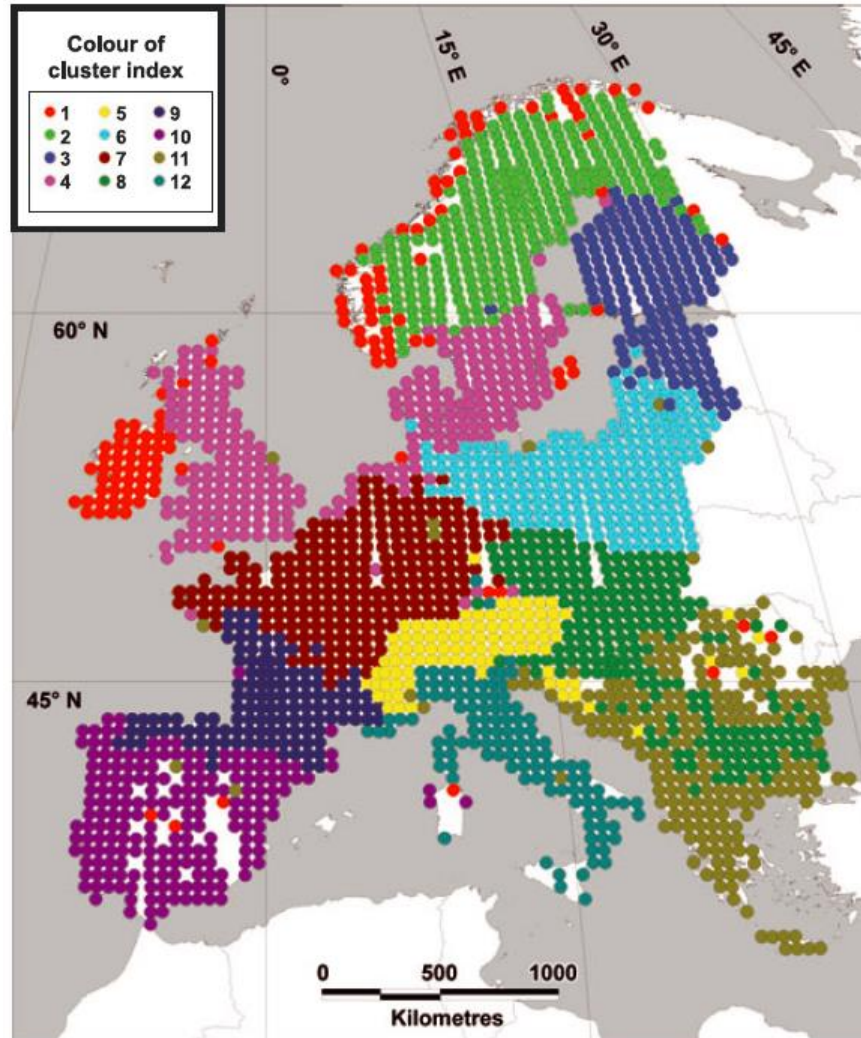 Colour of
cluster index
1 5 9
2 6 10
3 7 11
4 8 12
0°
15° E
30° E
45° E
60° N
45° N
0 500 1000
Kilometres